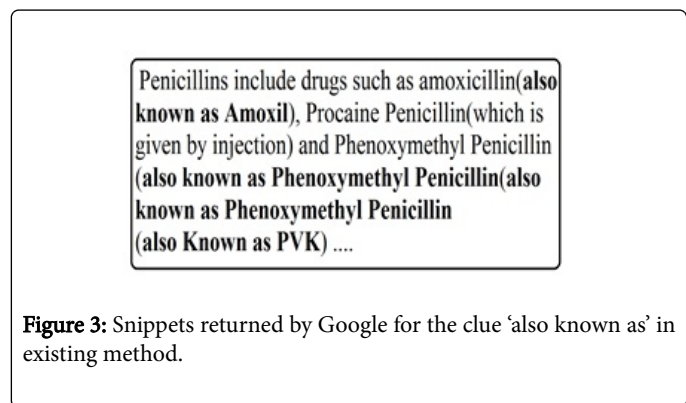 Penicillins include drugs such as amoxicillin(also
known as Amoxil), Procaine Penicillin(which is
given by injection) and Phenoxymethyl Penicillin
(also known as Phenoxymethyl Penicillin(also
known as Phenoxymethyl Penicillin
(also Known as PVK) ....
Figure 3: Snippets returned by Google for the clue ‘also known as’ in
existing method.